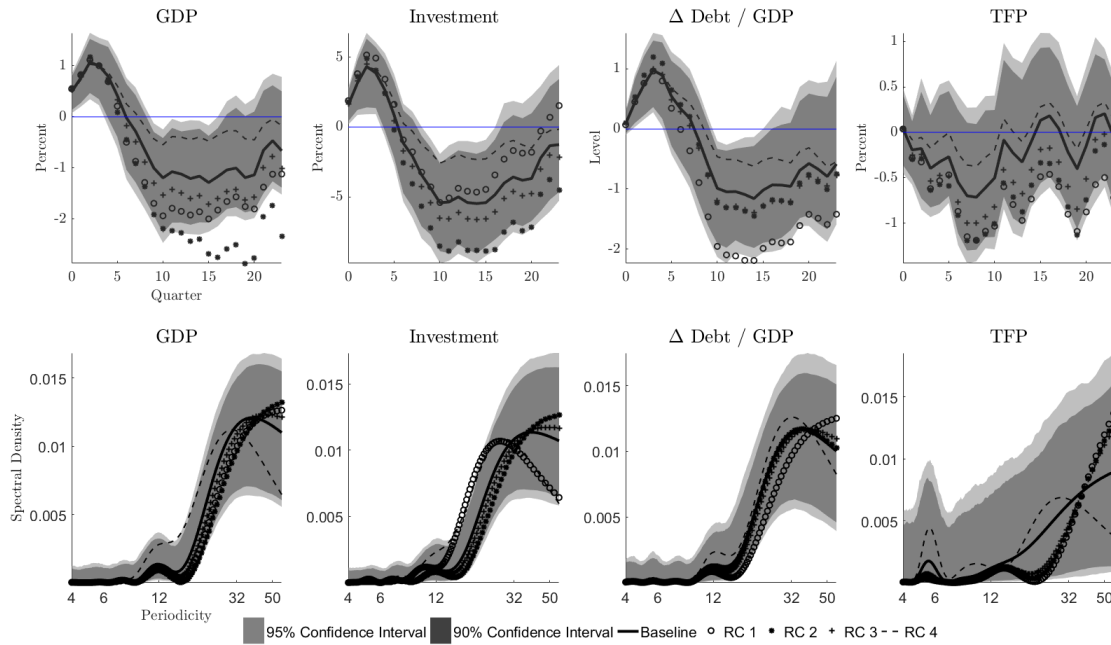 GDP Investment Δ Debt / GDP TFP
Percent
1
0
-1
-2
0 5 10 15 20
Quarter
Percent
5
0
-5
0 5 10 15 20
Level
1
0
-1
-2
0 5 10 15 20
Percent
1
0.5
0
-0.5
-1
0 5 10 15 20
GDP Investment Δ Debt / GDP TFP
Spectral Density
0.015
0.01
0.005
4 6 12 32 50
Periodicity
0.015
0.01
0.005
4 6 12 32 50
0.015
0.01
0.005
4 6 12 32 50
0.015
0.01
0.005
4 6 12 32 50
95% Confidence Interval 90% Confidence Interval Baseline RC 1 RC 2 RC 3 RC 4